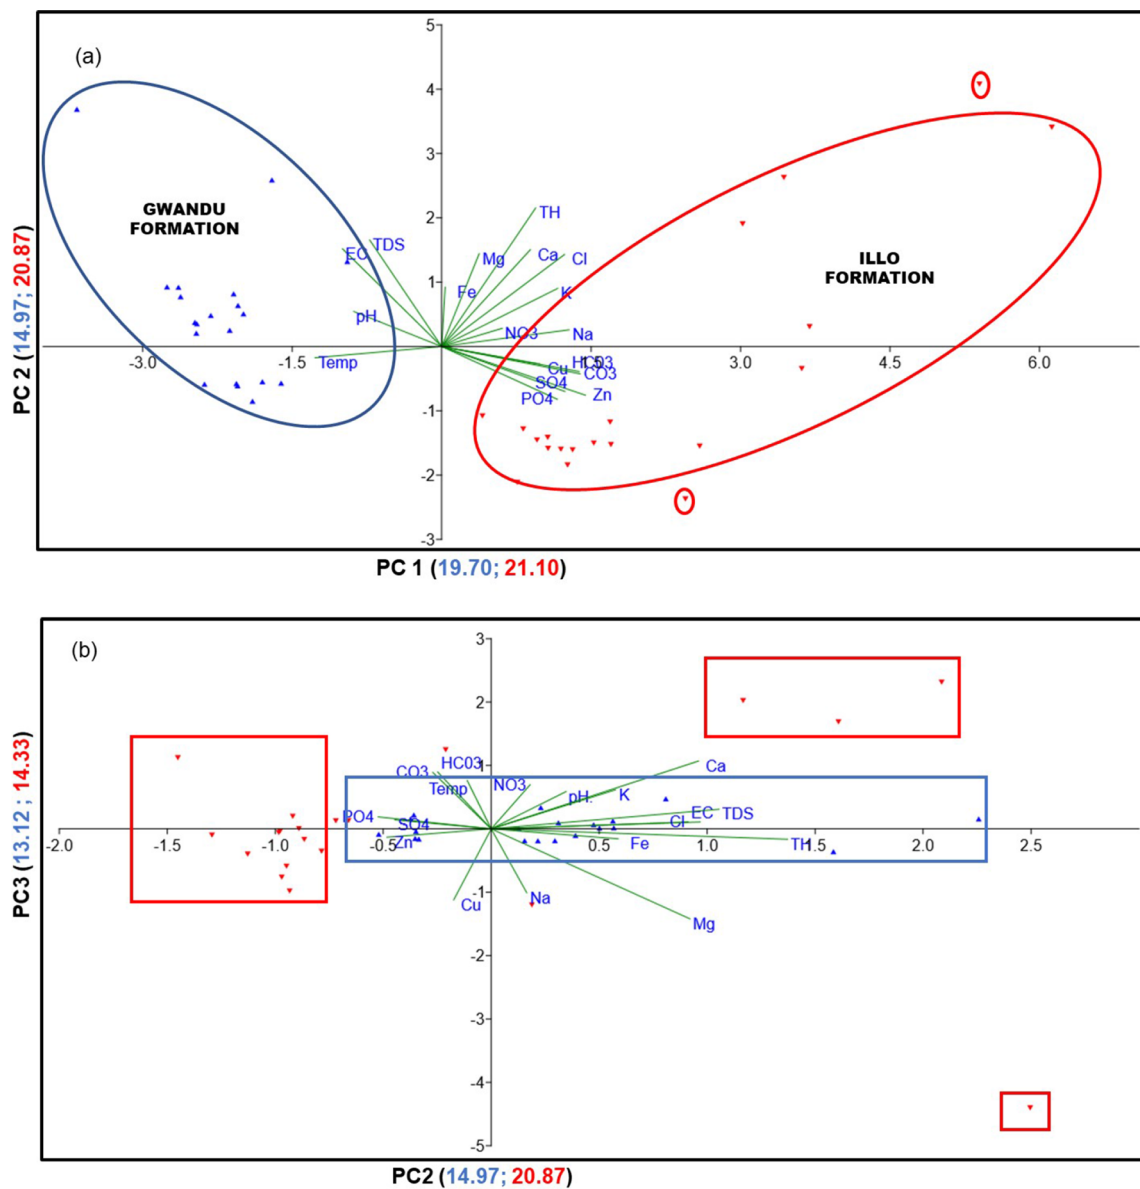 (a)
5
4
3
2
1
-1
-2
-3
-3.0
-1.5
1.5
3.0
4.5
6.0
GWANDU
FORMATION
ILLO
FORMATION
TH
TDS
EC
Mg
Ca
Cl
Fe
K
pH
NO3
Na
Temp
HC03
Cu
CO3
SO4
Zn
PO4
PC 2 (14.97; 20.87)
PC 1 (19.70; 21.10)
(b)
3
2
1
-1
-2
-3
-4
-5
-2.0
-1.5
-1.0
-0.5
0.5
1.0
1.5
2.0
2.5
HC03
CO3
Ca
Temp
NO3
pH
K
PO4
EC
TDS
SO4
Cl
Zn
Fe
TH
Cu
Na
Mg
PC3 (13.12 ; 14.33)
PC2 (14.97; 20.87)